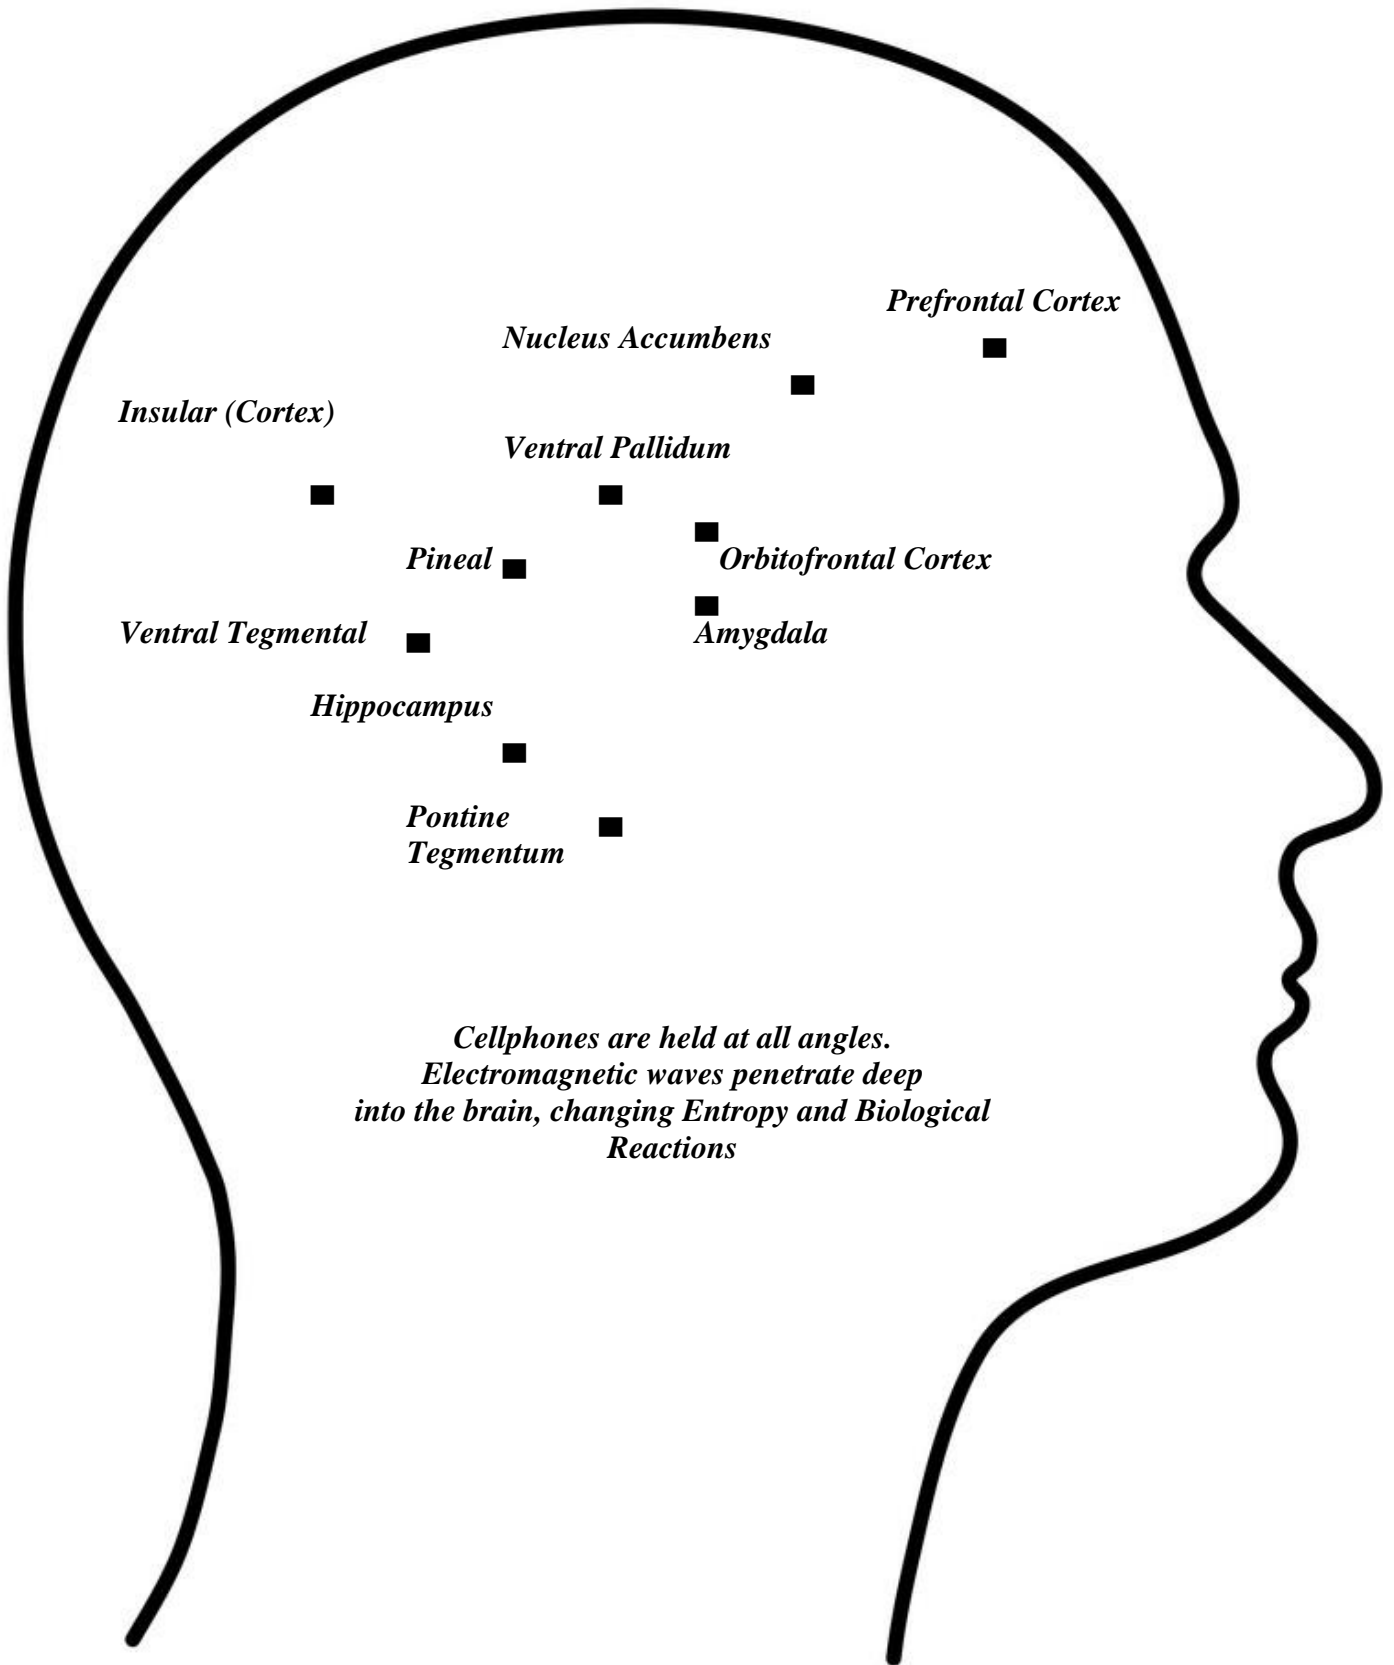 Prefrontal Cortex
Nucleus Accumbens
Insular (Cortex)
Ventral Pallidum
Pineal
Orbitofrontal Cortex
Ventral Tegmental
Amygdala
Hippocampus
Pontine
Tegmentum
Cellphones are held at all angles.
Electromagnetic waves penetrate deep
into the brain, changing Entropy and Biological
Reactions